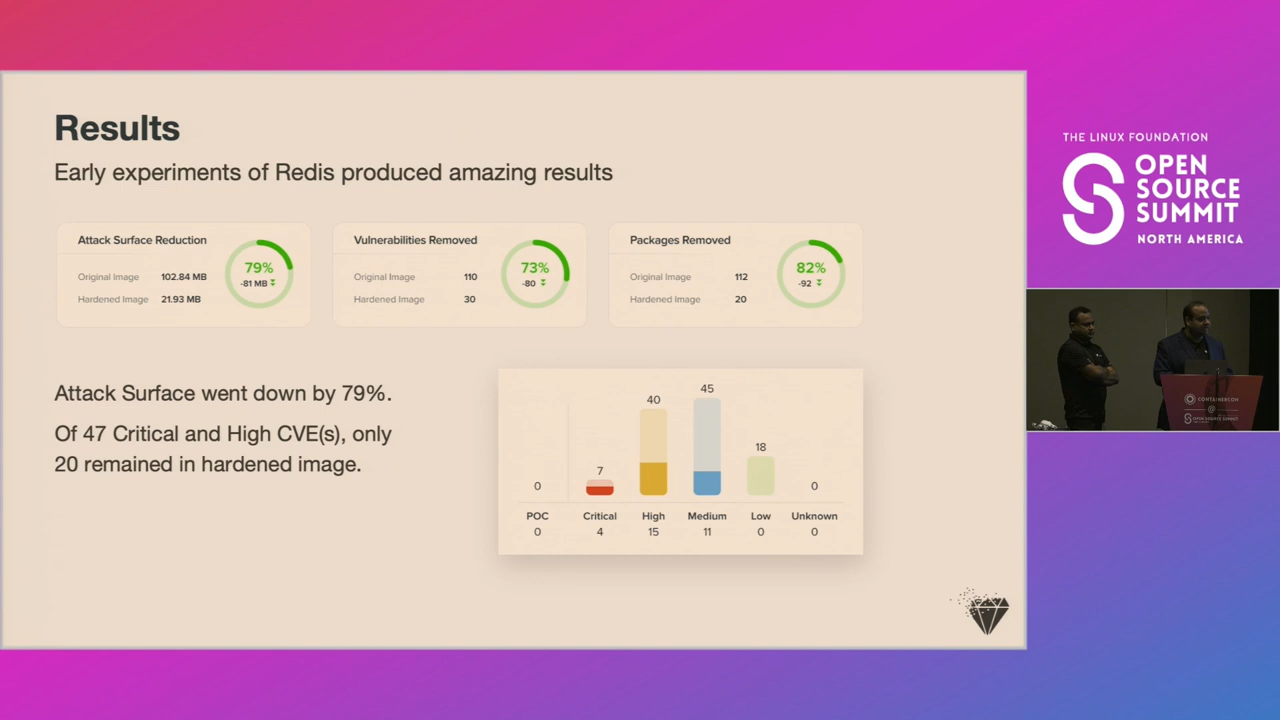 Results
Early experiments of Redis produced amazing results
Attack Surface Reduction
Original Image 102.84 MB
Hardened Image 21.93 MB
79%
-81 MB
Vulnerabilities Removed
Original Image 110
Hardened Image 30
73%
-80
Packages Removed
Original Image 112
Hardened Image 20
82%
-92
Attack Surface went down by 79%.
Of 47 Critical and High CVE(s), only
20 remained in hardened image.
0 7 40 45 18 0
POC Critical High Medium Low Unknown
0 4 15 11 0 0
THE LINUX FOUNDATION
OPEN
SOURCE
SUMMIT
NORTH AMERICA
CONTAINERCON
@
OPEN SOURCE SUMMIT